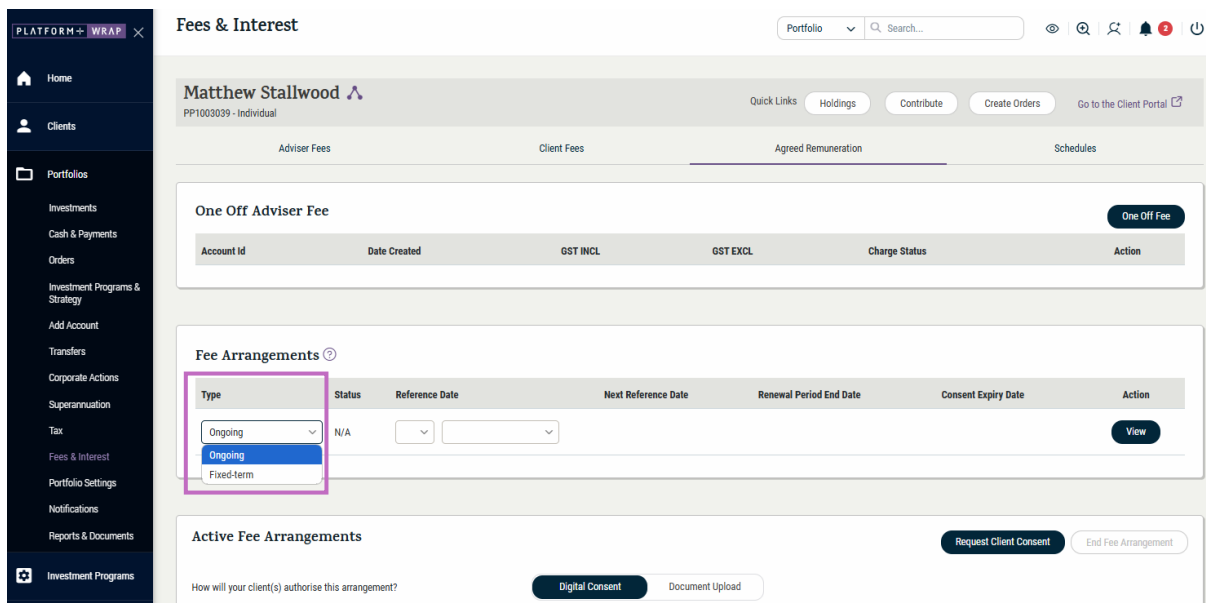 PLATFORM+ WRAP
Fees & Interest
Portfolio
Search...
2
Home
Clients
Portfolios
Investments
Cash & Payments
Orders
Investment Programs &
Strategy
Add Account
Transfers
Corporate Actions
Superannuation
Tax
Fees & Interest
Portfolio Settings
Notifications
Reports & Documents
Investment Programs
Matthew Stallwood
PP1003039 - Individual
Quick Links
Holdings
Contribute
Create Orders
Go to the Client Portal
Adviser Fees
Client Fees
Agreed Remuneration
Schedules
One Off Adviser Fee
One Off Fee
Account Id
Date Created
GST INCL
GST EXCL
Charge Status
Action
Fee Arrangements
?
Type
Status
Reference Date
Next Reference Date
Renewal Period End Date
Consent Expiry Date
Action
Ongoing
N/A
View
Ongoing
Fixed-term
Active Fee Arrangements
Request Client Consent
End Fee Arrangement
How will your client(s) authorise this arrangement?
Digital Consent
Document Upload